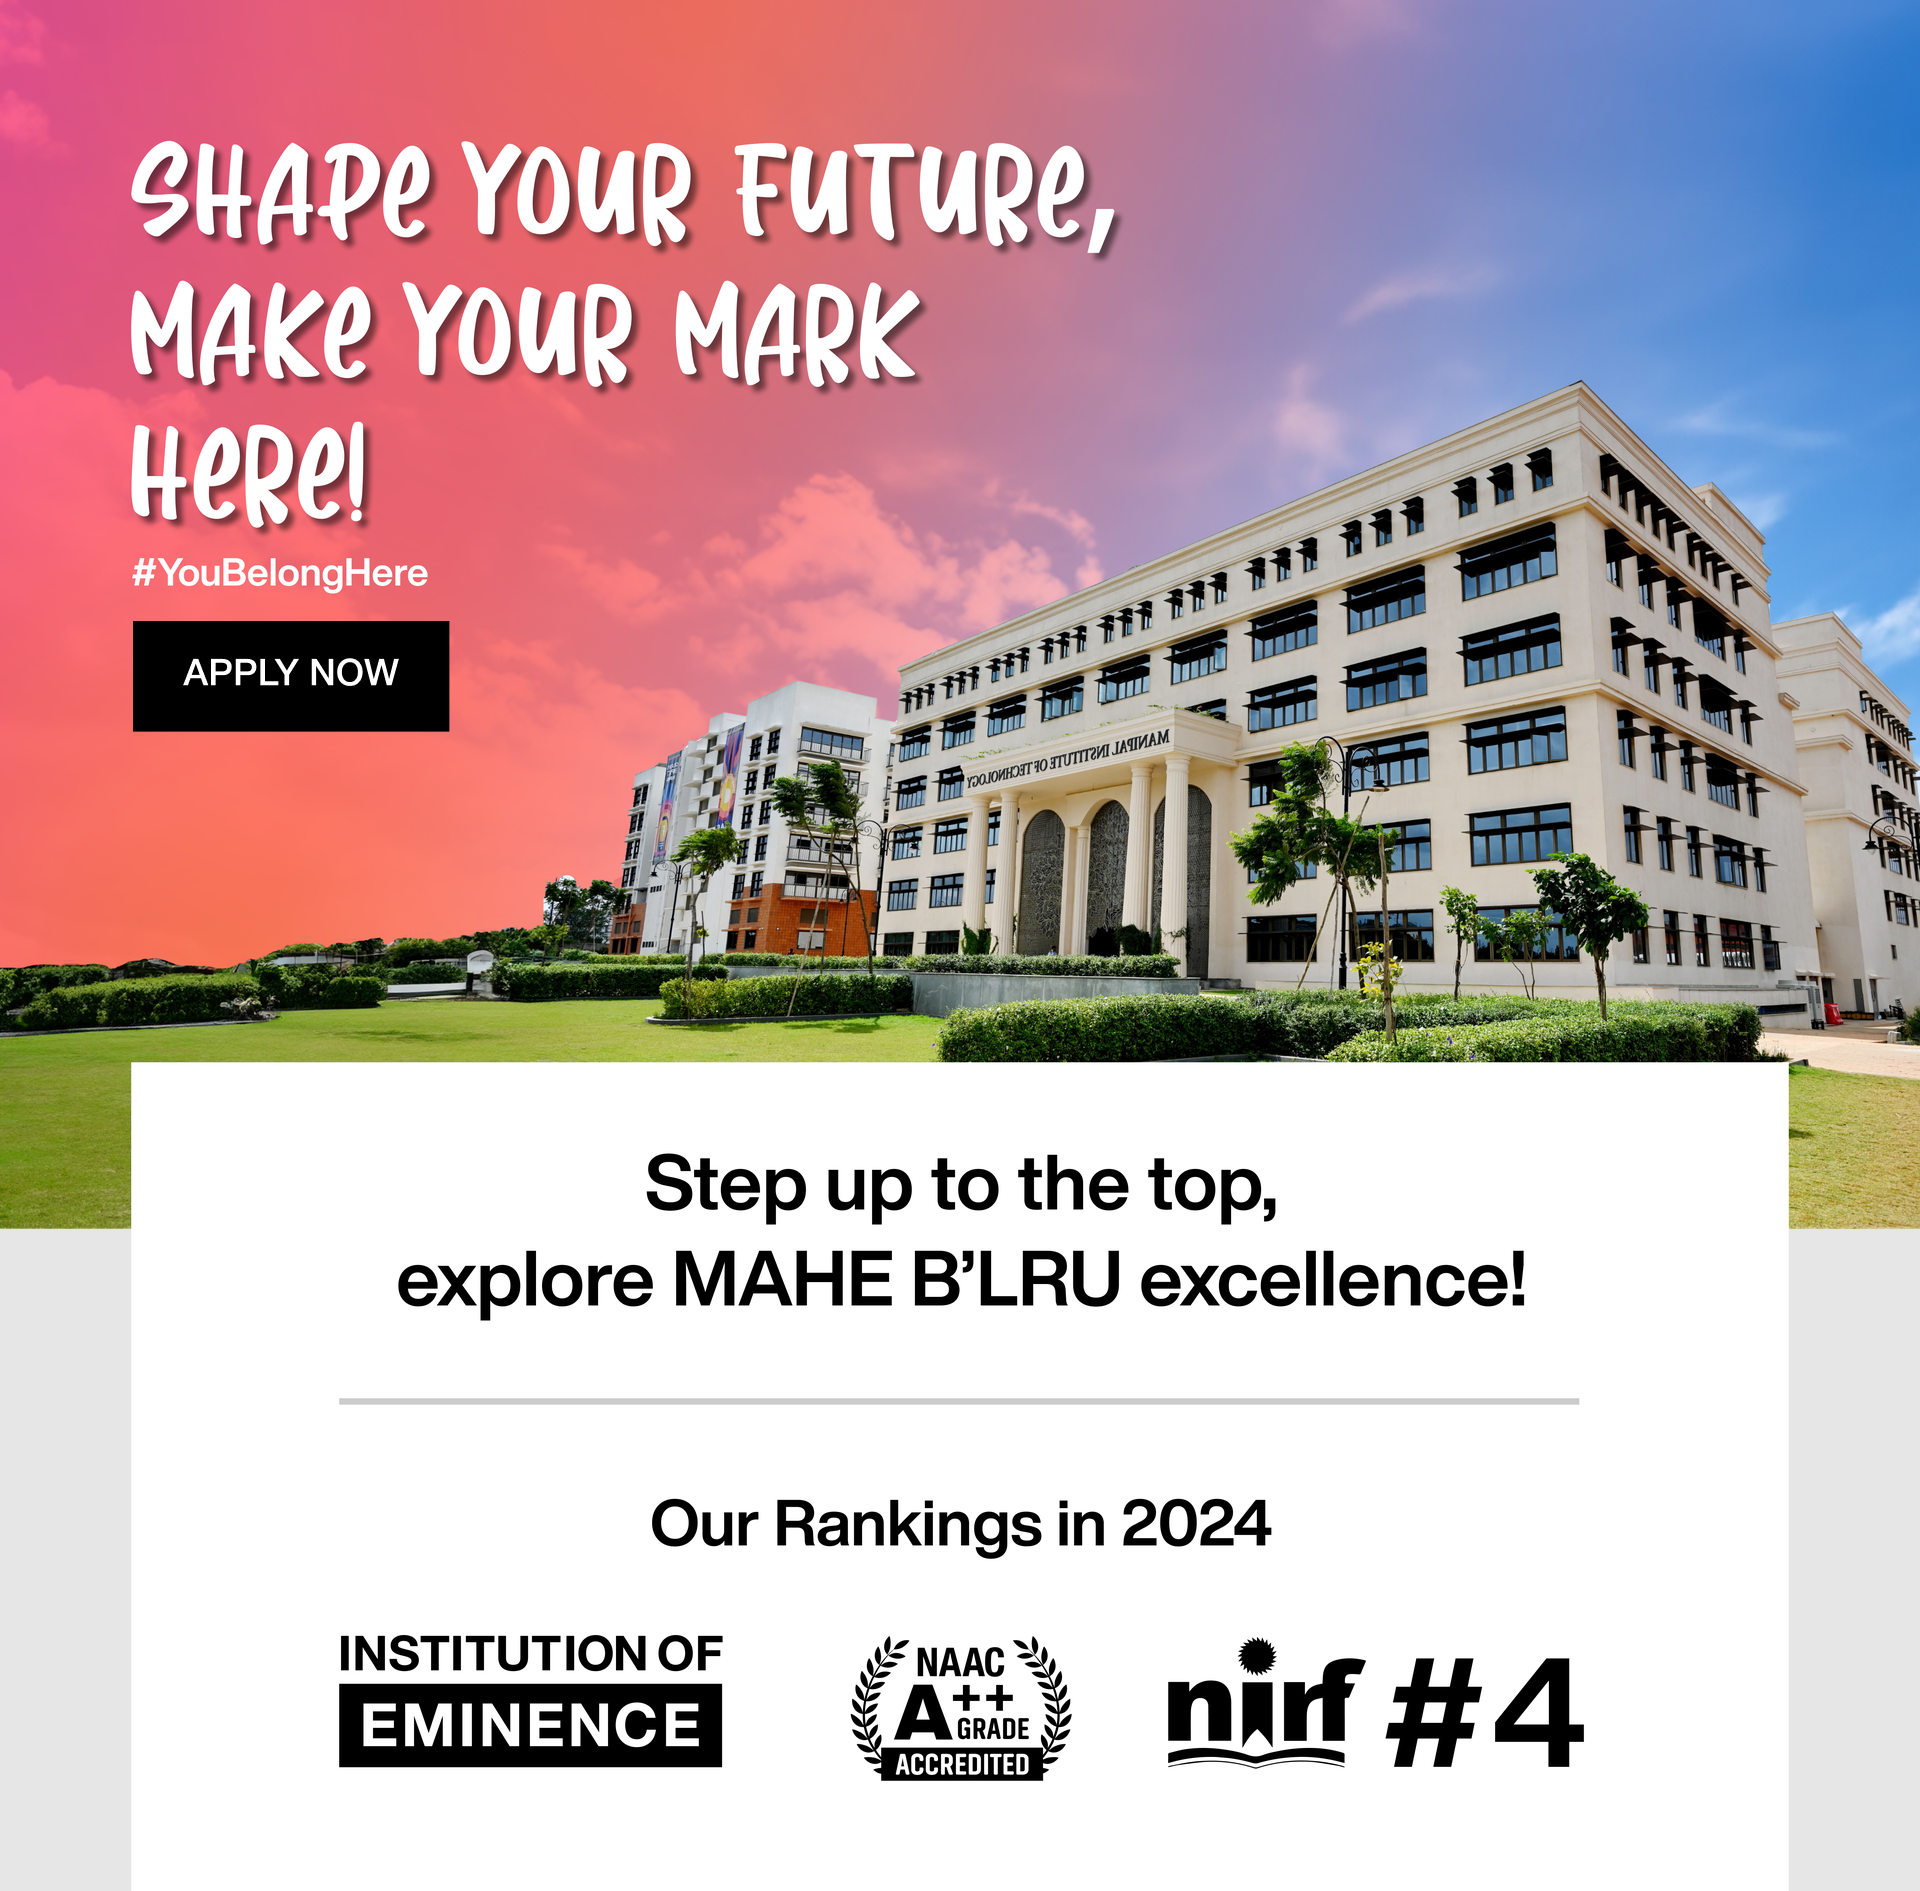 SHAPE YOUR FUTURE,
MAKE YOUR MARK
HERE!
#YouBelongHere
APPLY NOW
MANIPAL INSTITUTE OF TECHNOLOGY
Step up to the top,
explore MAHE B’LRU excellence!
Our Rankings in 2024
INSTITUTION OF
EMINENCE
NAAC
A++
GRADE
ACCREDITED
nirf #4